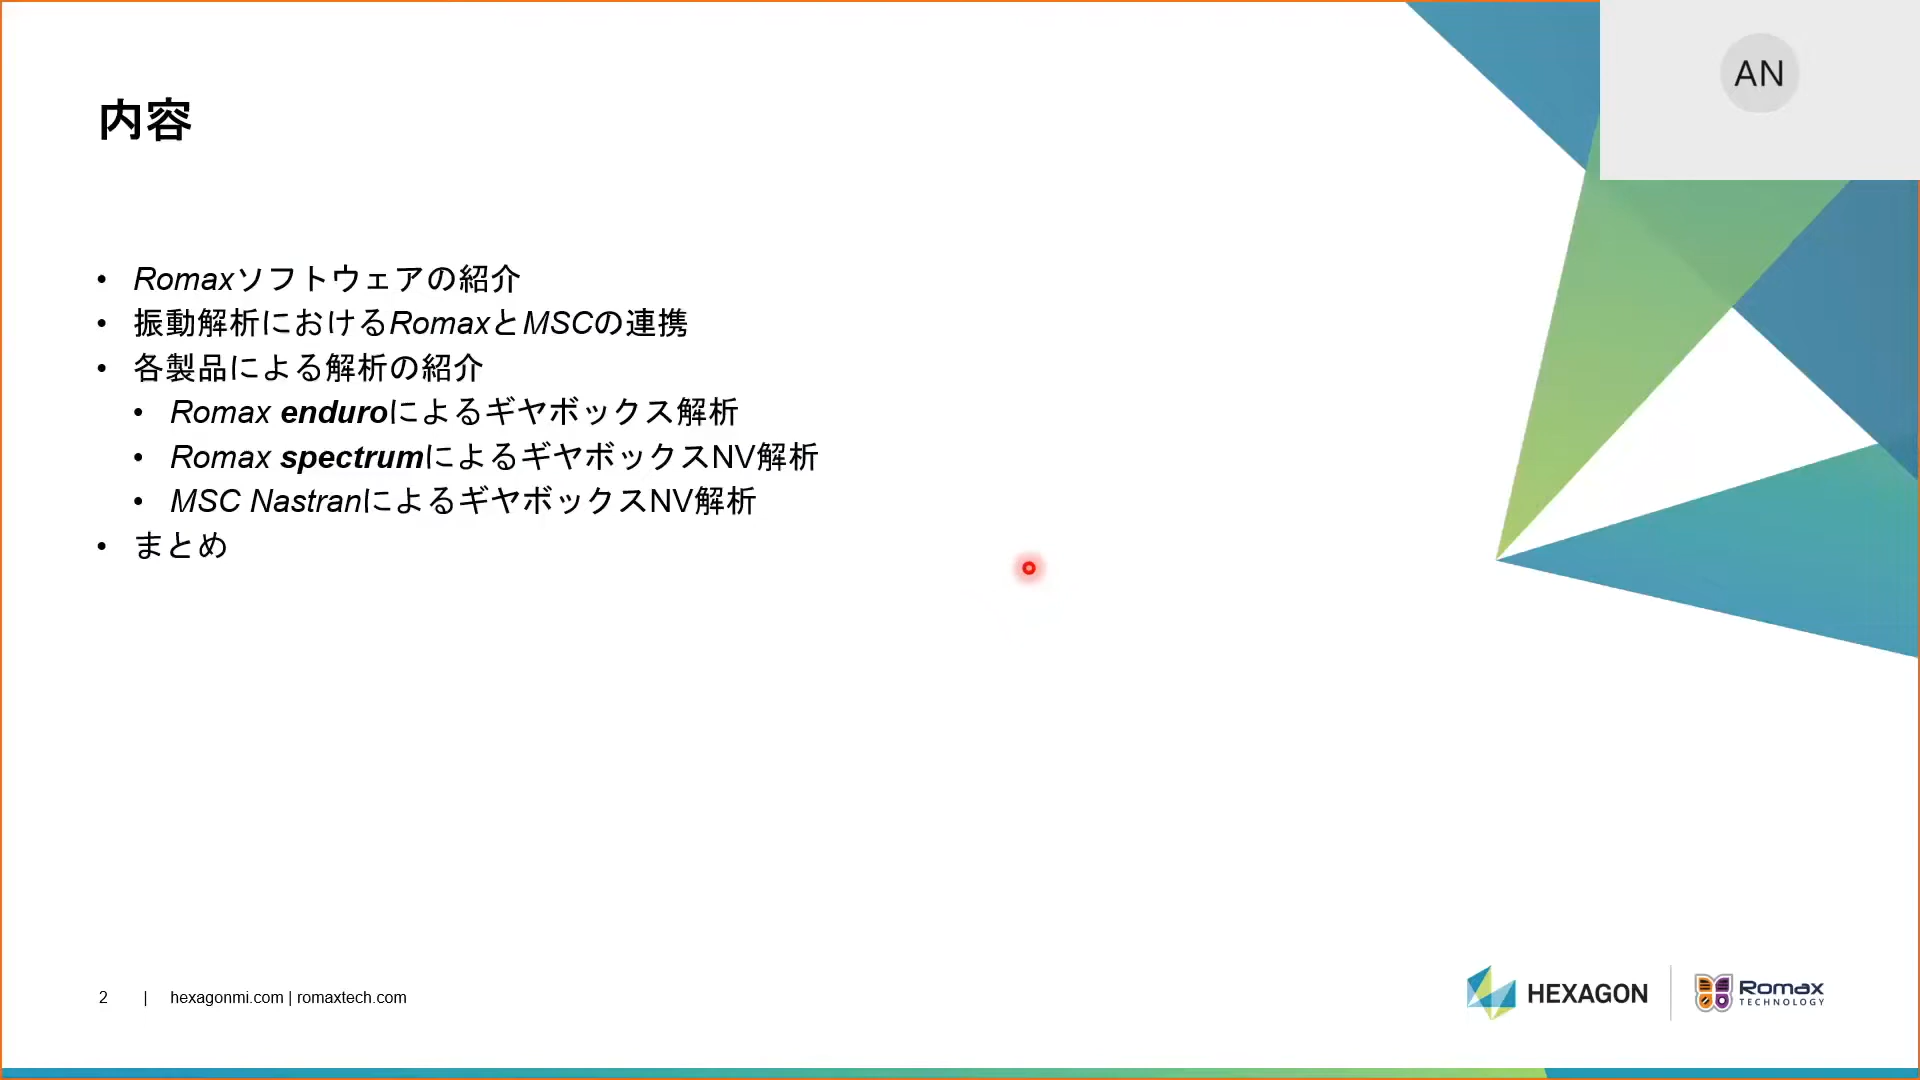 AN
内容
• Romaxソフトウェアの紹介
• 振動解析におけるRomaxとMSCの連携
• 各製品による解析の紹介
• Romax enduroによるギヤボックス解析
• Romax spectrumによるギヤボックスNV解析
• MSC NastranによるギヤボックスNV解析
• まとめ
2 | hexagonmi.com | romaxtech.com
HEXAGON
Romax
TECHNOLOGY